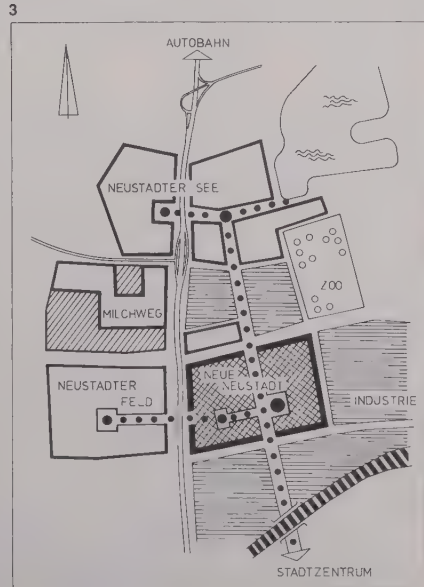 3
AUTOBAHN
NEUSTADTER SEE
ZOO
MILCHWEG
NEUSTADTER
FELD
NEUE
NEUSTADT
INDUSTRIE
STADTZENTRUM